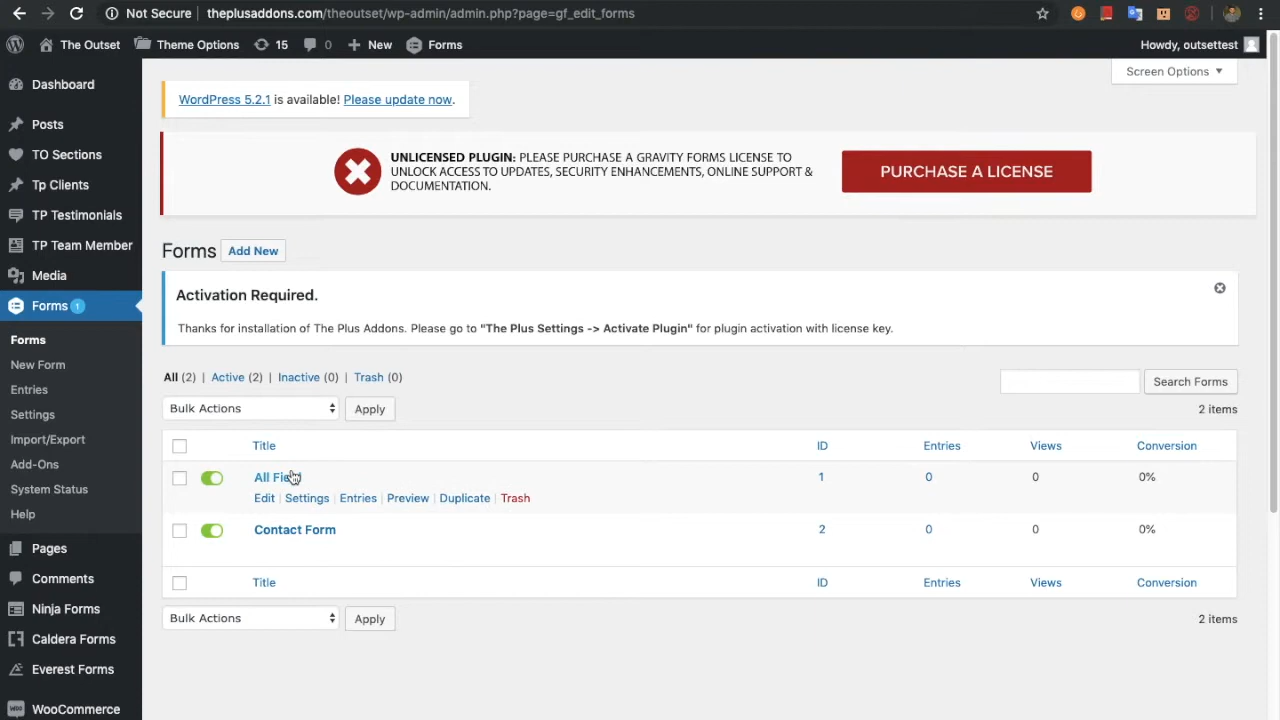 Not Secure theplusaddons.com/theoutset/wp-admin/admin.php?page=gf_edit_forms
The Outset Theme Options 15 0 New Forms Howdy, outsettest
Screen Options
Dashboard
Posts
TO Sections
Tp Clients
TP Testimonials
TP Team Member
Media
Forms 1
Forms
New Form
Entries
Settings
Import/Export
Add-Ons
System Status
Help
Pages
Comments
Ninja Forms
Caldera Forms
Everest Forms
WooCommerce
WordPress 5.2.1 is available! Please update now.
UNLICENSED PLUGIN: PLEASE PURCHASE A GRAVITY FORMS LICENSE TO
UNLOCK ACCESS TO UPDATES, SECURITY ENHANCEMENTS, ONLINE SUPPORT &
DOCUMENTATION.
PURCHASE A LICENSE
Forms Add New
Activation Required.
Thanks for installation of The Plus Addons. Please go to "The Plus Settings -> Activate Plugin" for plugin activation with license key.
All (2) | Active (2) | Inactive (0) | Trash (0)
Search Forms
Bulk Actions Apply
2 items
Title ID Entries Views Conversion
All 1 0 0 0%
Edit | Settings | Entries | Preview | Duplicate | Trash
Contact Form 2 0 0 0%
Title ID Entries Views Conversion
Bulk Actions Apply
2 items